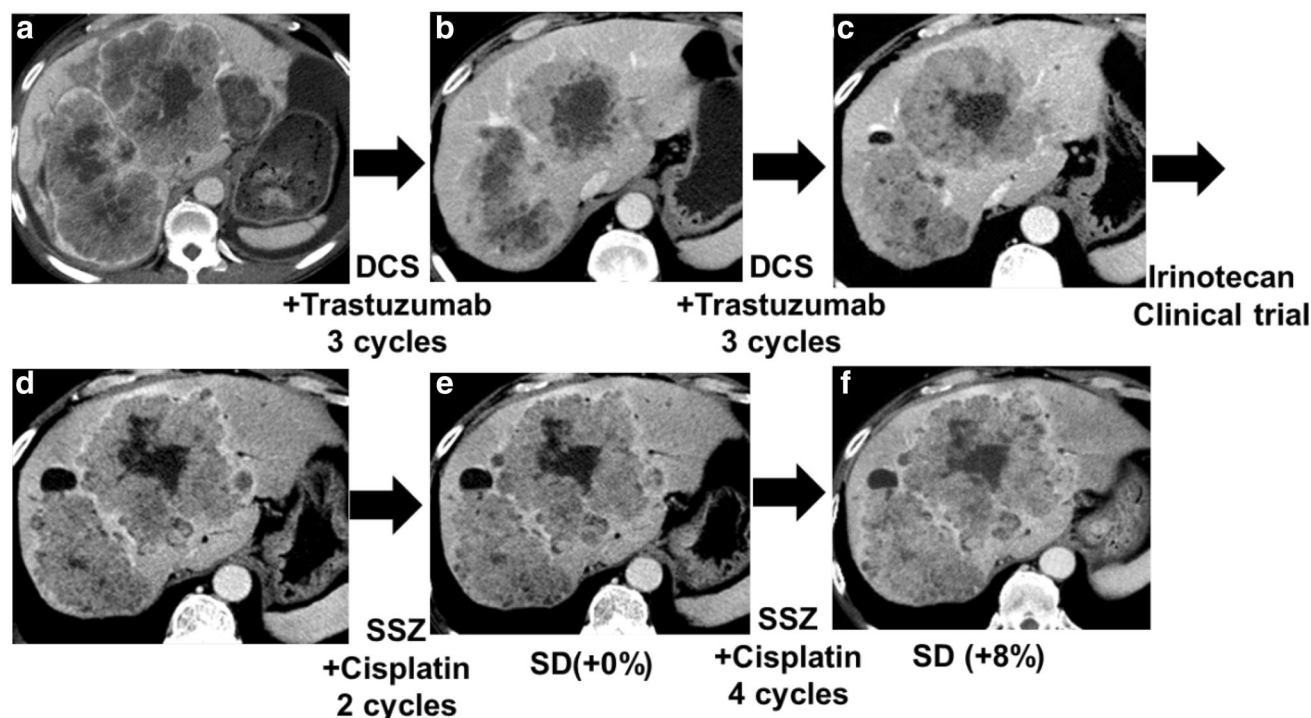 a
b
c
DCS
+Trastuzumab
3 cycles
DCS
+Trastuzumab
3 cycles
Irinotecan
Clinical trial
d
e
f
SSZ
+Cisplatin
2 cycles
SD(+0%)
SSZ
+Cisplatin
4 cycles
SD (+8%)